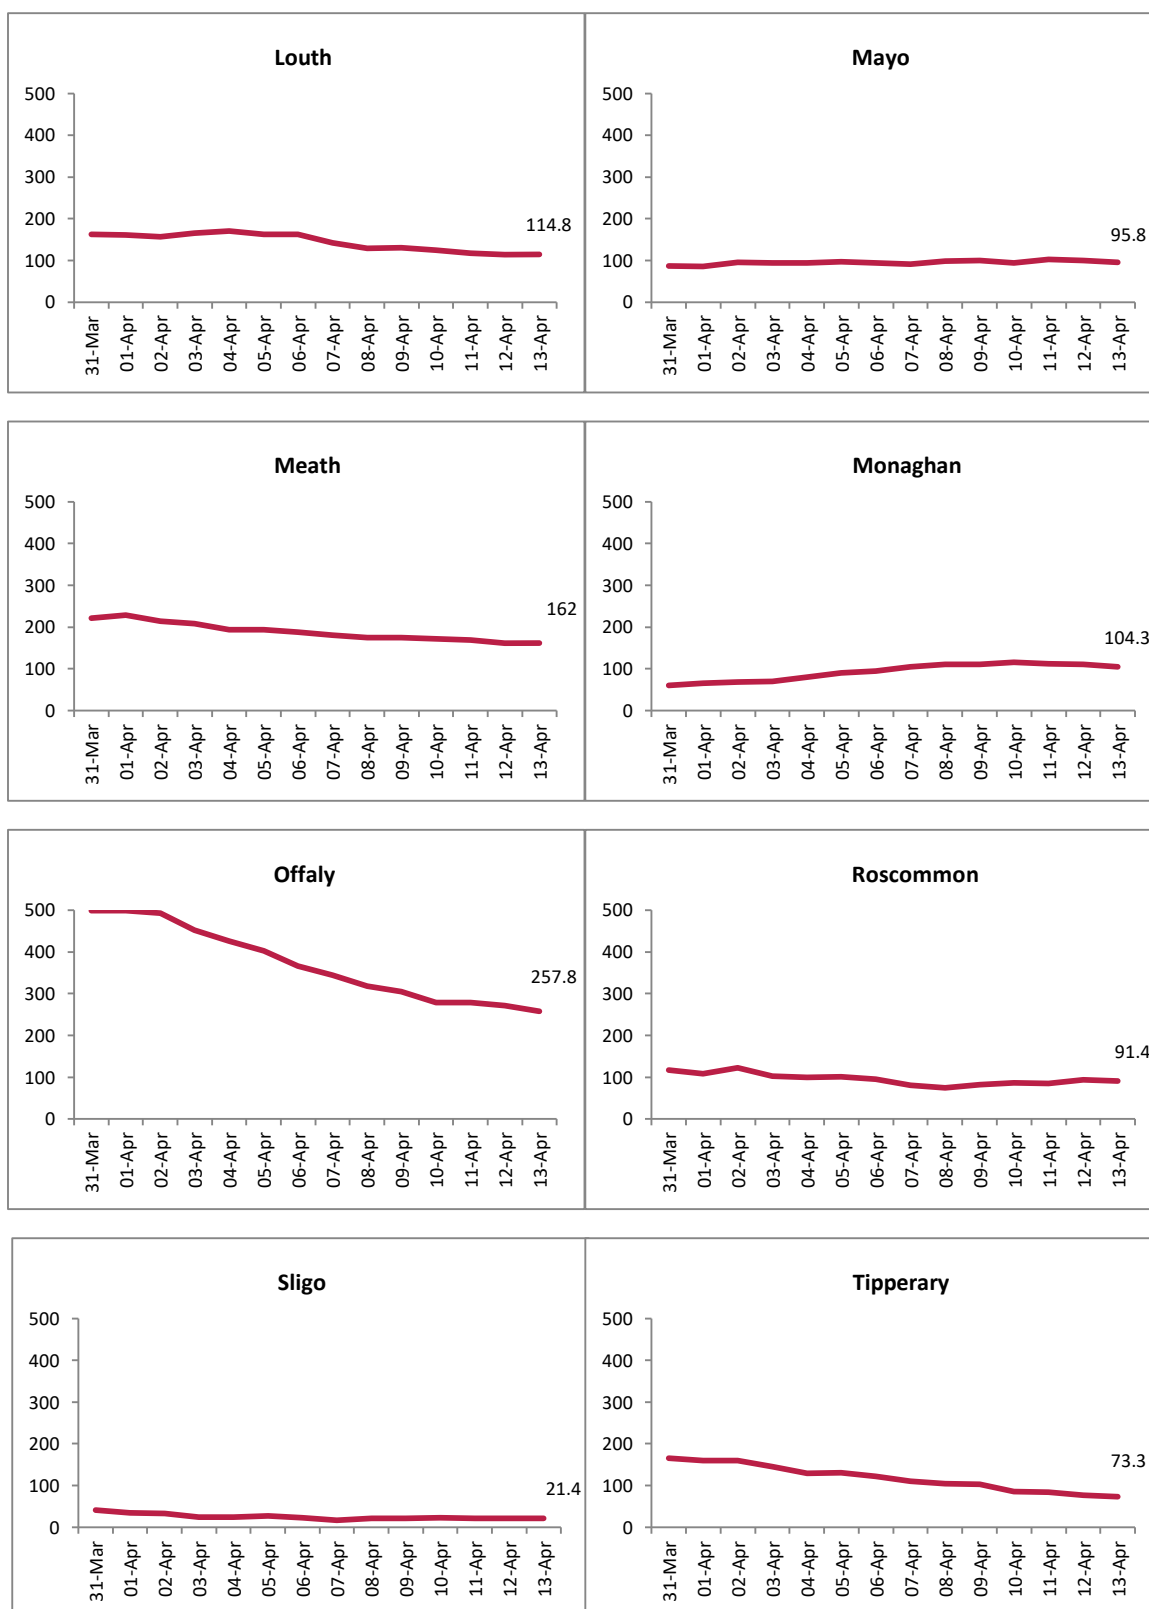 Louth
500
400
300
200
100
0
114.8
31-Mar
01-Apr
02-Apr
03-Apr
04-Apr
05-Apr
06-Apr
07-Apr
08-Apr
09-Apr
10-Apr
11-Apr
12-Apr
13-Apr
Mayo
500
400
300
200
100
0
95.8
31-Mar
01-Apr
02-Apr
03-Apr
04-Apr
05-Apr
06-Apr
07-Apr
08-Apr
09-Apr
10-Apr
11-Apr
12-Apr
13-Apr
Meath
500
400
300
200
100
0
162
31-Mar
01-Apr
02-Apr
03-Apr
04-Apr
05-Apr
06-Apr
07-Apr
08-Apr
09-Apr
10-Apr
11-Apr
12-Apr
13-Apr
Monaghan
500
400
300
200
100
0
104.3
31-Mar
01-Apr
02-Apr
03-Apr
04-Apr
05-Apr
06-Apr
07-Apr
08-Apr
09-Apr
10-Apr
11-Apr
12-Apr
13-Apr
Offaly
500
400
300
200
100
0
257.8
31-Mar
01-Apr
02-Apr
03-Apr
04-Apr
05-Apr
06-Apr
07-Apr
08-Apr
09-Apr
10-Apr
11-Apr
12-Apr
13-Apr
Roscommon
500
400
300
200
100
0
91.4
31-Mar
01-Apr
02-Apr
03-Apr
04-Apr
05-Apr
06-Apr
07-Apr
08-Apr
09-Apr
10-Apr
11-Apr
12-Apr
13-Apr
Sligo
500
400
300
200
100
0
21.4
31-Mar
01-Apr
02-Apr
03-Apr
04-Apr
05-Apr
06-Apr
07-Apr
08-Apr
09-Apr
10-Apr
11-Apr
12-Apr
13-Apr
Tipperary
500
400
300
200
100
0
73.3
31-Mar
01-Apr
02-Apr
03-Apr
04-Apr
05-Apr
06-Apr
07-Apr
08-Apr
09-Apr
10-Apr
11-Apr
12-Apr
13-Apr